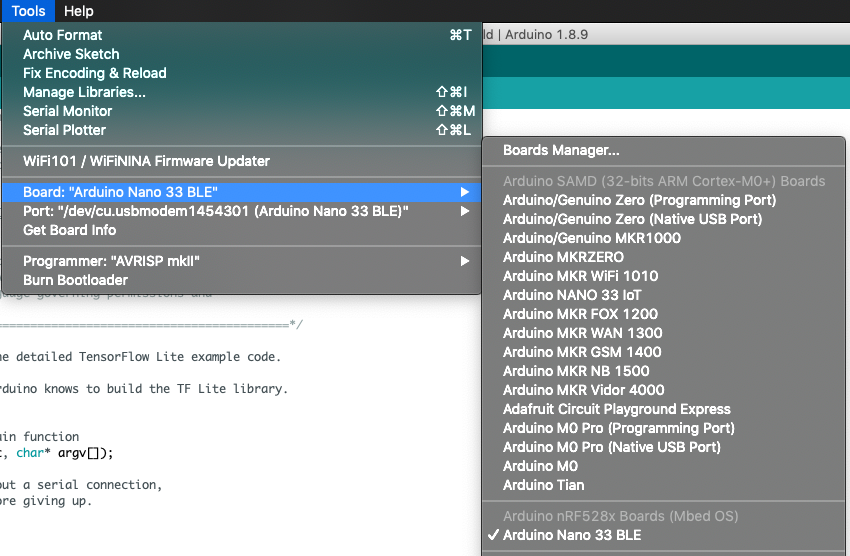 Tools Help
ld | Arduino 1.8.9
Auto Format ⌘T
Archive Sketch
Fix Encoding & Reload
Manage Libraries... ⇧⌘I
Serial Monitor ⇧⌘M
Serial Plotter ⇧⌘L
WiFi101 / WiFiNINA Firmware Updater
Board: "Arduino Nano 33 BLE"
Port: "/dev/cu.usbmodem1454301 (Arduino Nano 33 BLE)"
Get Board Info
Programmer: "AVRISP mkII"
Burn Bootloader
Boards Manager...
Arduino SAMD (32-bits ARM Cortex-M0+) Boards
Arduino/Genuino Zero (Programming Port)
Arduino/Genuino Zero (Native USB Port)
Arduino/Genuino MKR1000
Arduino MKRZERO
Arduino MKR WiFi 1010
Arduino NANO 33 IoT
Arduino MKR FOX 1200
Arduino MKR WAN 1300
Arduino MKR GSM 1400
Arduino MKR NB 1500
Arduino MKR Vidor 4000
Adafruit Circuit Playground Express
Arduino M0 Pro (Programming Port)
Arduino M0 Pro (Native USB Port)
Arduino M0
Arduino Tian
Arduino nRF528x Boards (Mbed OS)
✓ Arduino Nano 33 BLE
guage governing permissions and
==========================================*/
he detailed TensorFlow Lite example code.
rduino knows to build the TF Lite library.
ain function
c, char* argv[]);
out a serial connection,
ore giving up.